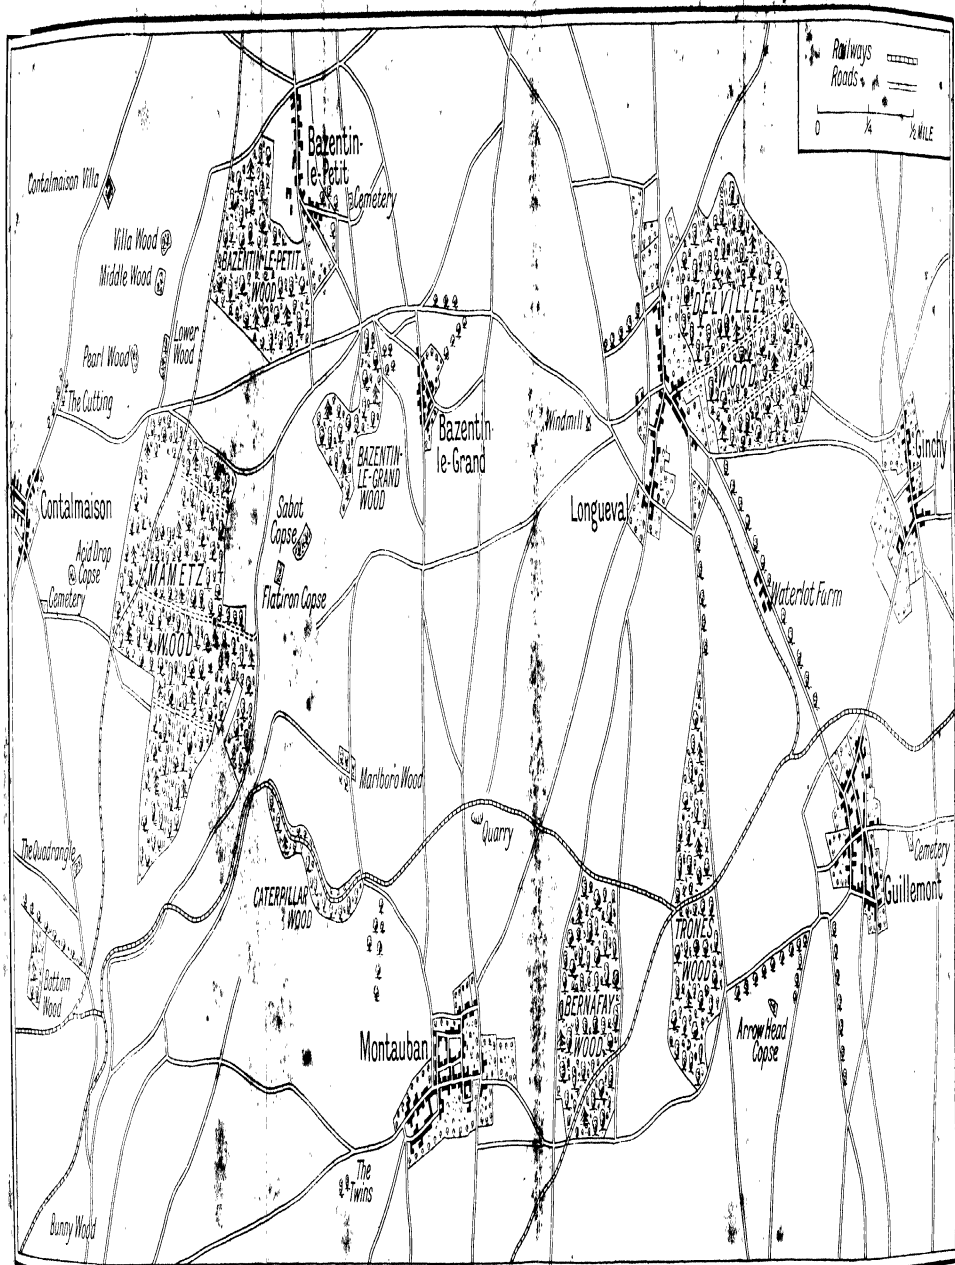 Railways
Roads
0 ¼ ½ MILE
Bazentin-
le-Petit
Contalmaison Villa
Cemetery
Villa Wood
BAZENTIN-LE-PETIT
WOOD
Middle Wood
DELVILLE
WOOD
Lower
Wood
Pearl Wood
The Cutting
Windmill
Bazentin-
le-Grand
BAZENTIN-
LE-GRAND
WOOD
Ginchy
Contalmaison
Sabot
Copse
Longueval
Acid Drop
Copse
Cemetery
MAMETZ
WOOD
Flatiron Copse
Waterlot Farm
Marlboro Wood
Quarry
The Quadrangle
Cemetery
Guillemont
CATERPILLAR
WOOD
TRONES
WOOD
Bottom
Wood
BERNAFAY
WOOD
Arrow Head
Copse
Montauban
The
Twins
Bunny Wood